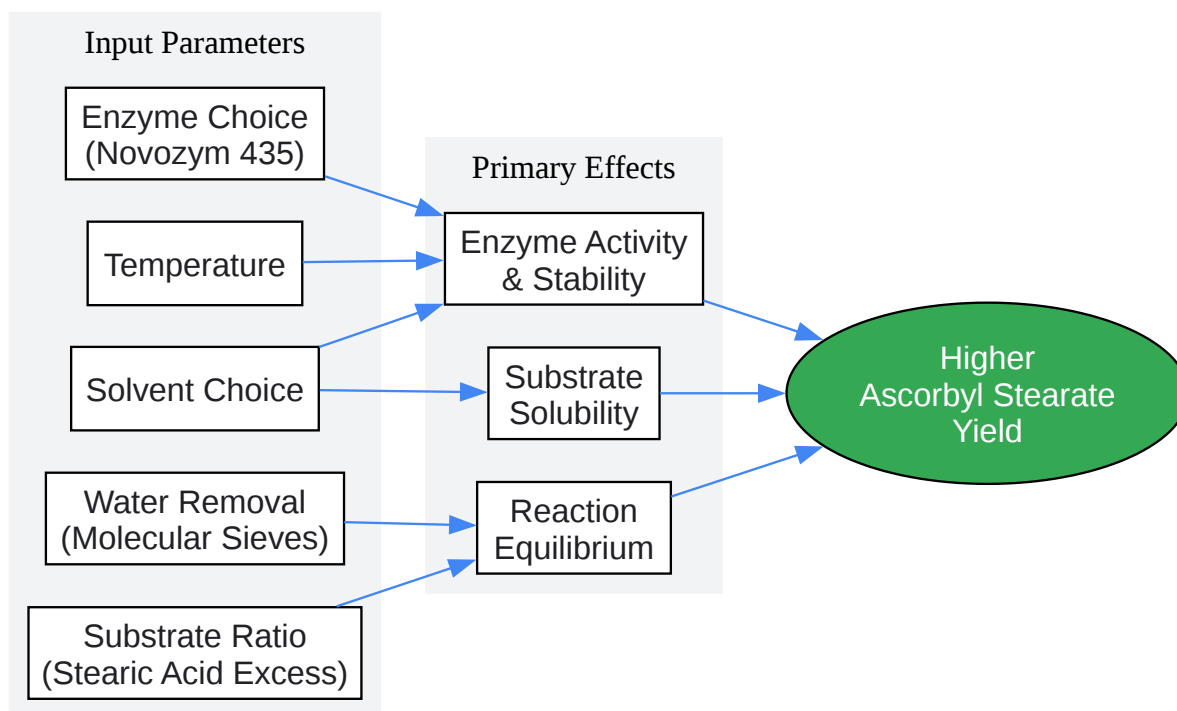 Input Parameters
Enzyme Choice
(Novozym 435)
Temperature
Solvent Choice
Water Removal
(Molecular Sieves)
Substrate Ratio
(Stearic Acid Excess)
Primary Effects
Enzyme Activity
& Stability
Substrate
Solubility
Reaction
Equilibrium
Higher
Ascorbyl Stearate
Yield